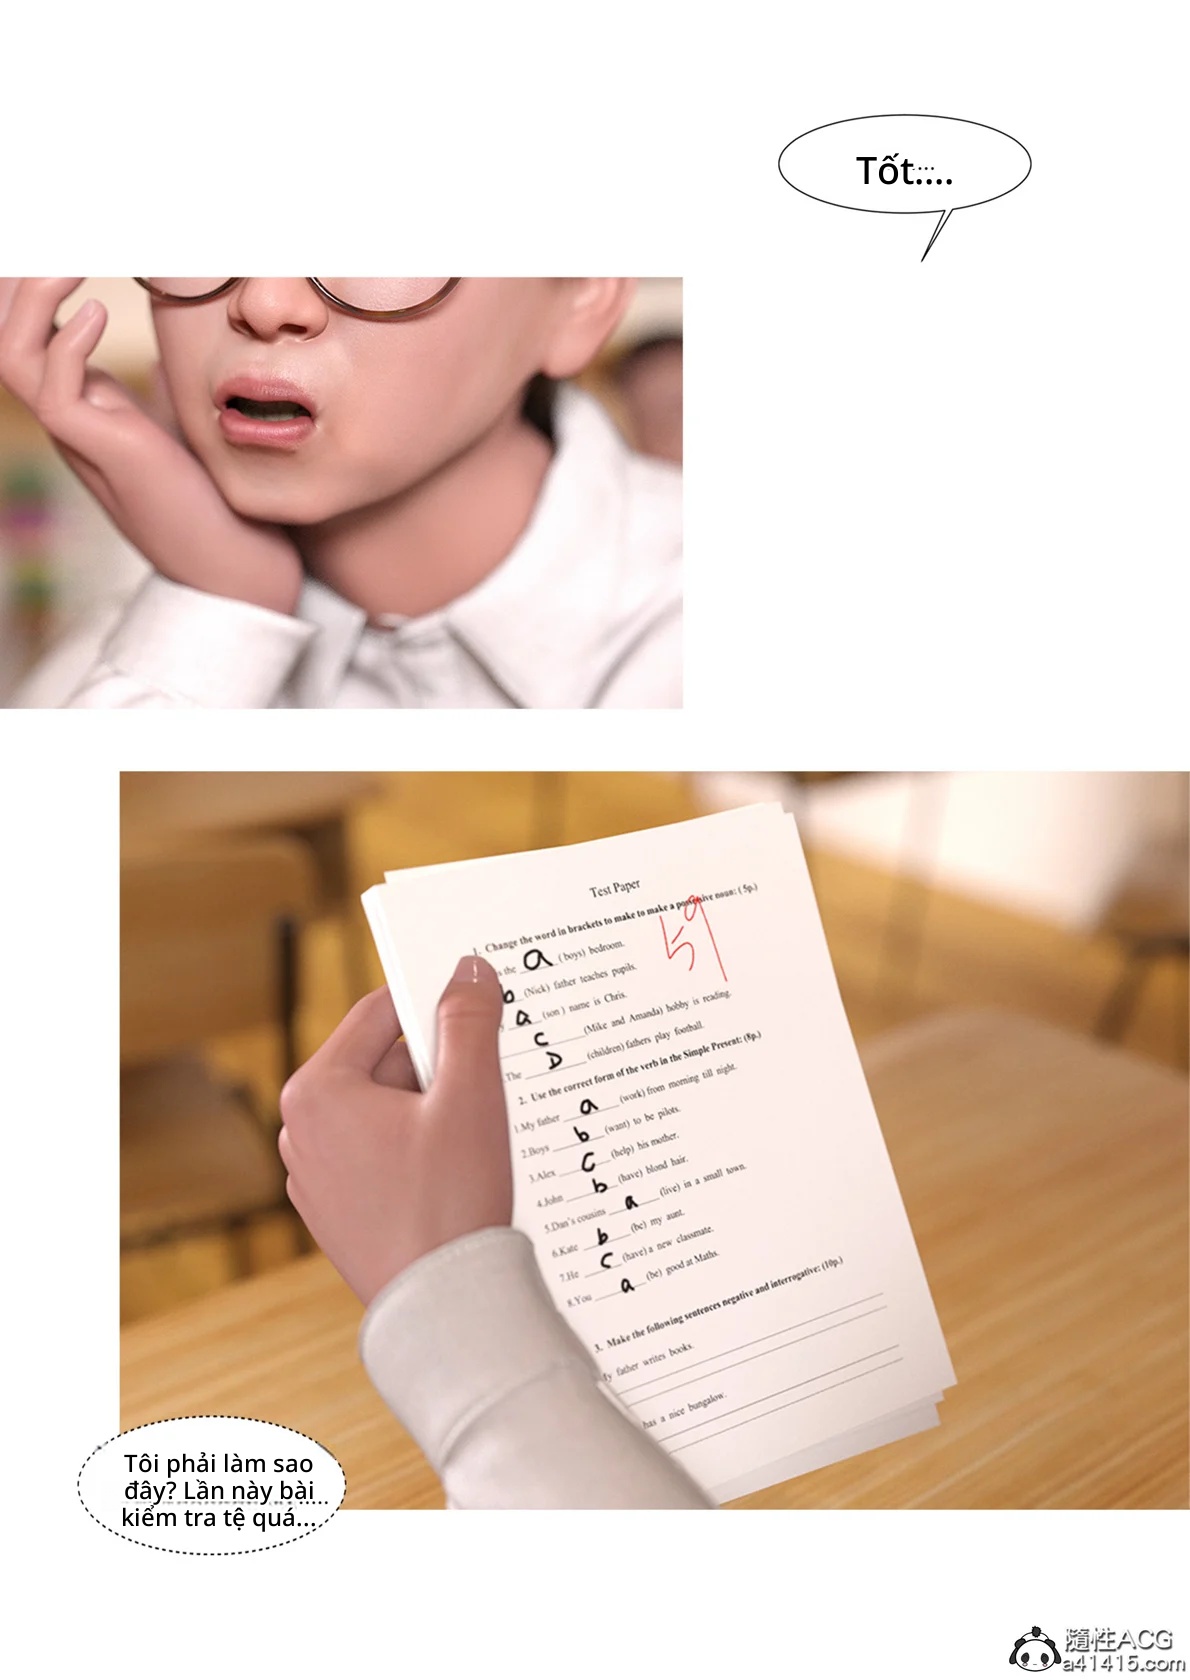 Tốt....
Test Paper
1. Change the word in brackets to make to make a possessive noun: ( 5p.)
s the a ( boys) bedroom.
b (Nick) father teaches pupils.
a (son ) name is Chris.
c (Mike and Amanda) hobby is reading.
The D (children) fathers play football.
59
2. Use the correct form of the verb in the Simple Present: (8p.)
1.My father a (work) from morning till night.
2.Boys b (want) to be pilots.
3.Alex c (help) his mother.
4.John b (have) blond hair.
5.Dan's cousins a (live) in a small town.
6.Kate b (be) my aunt.
7.He c (have) a new classmate.
8.You a (be) good at Maths.
3. Make the following sentences negative and interrogative: (10p.)
My father writes books.
has a nice bungalow.
Tôi phải làm sao
đây? Lần này bài
kiểm tra tệ quá...
隨性ACG
a41415.com